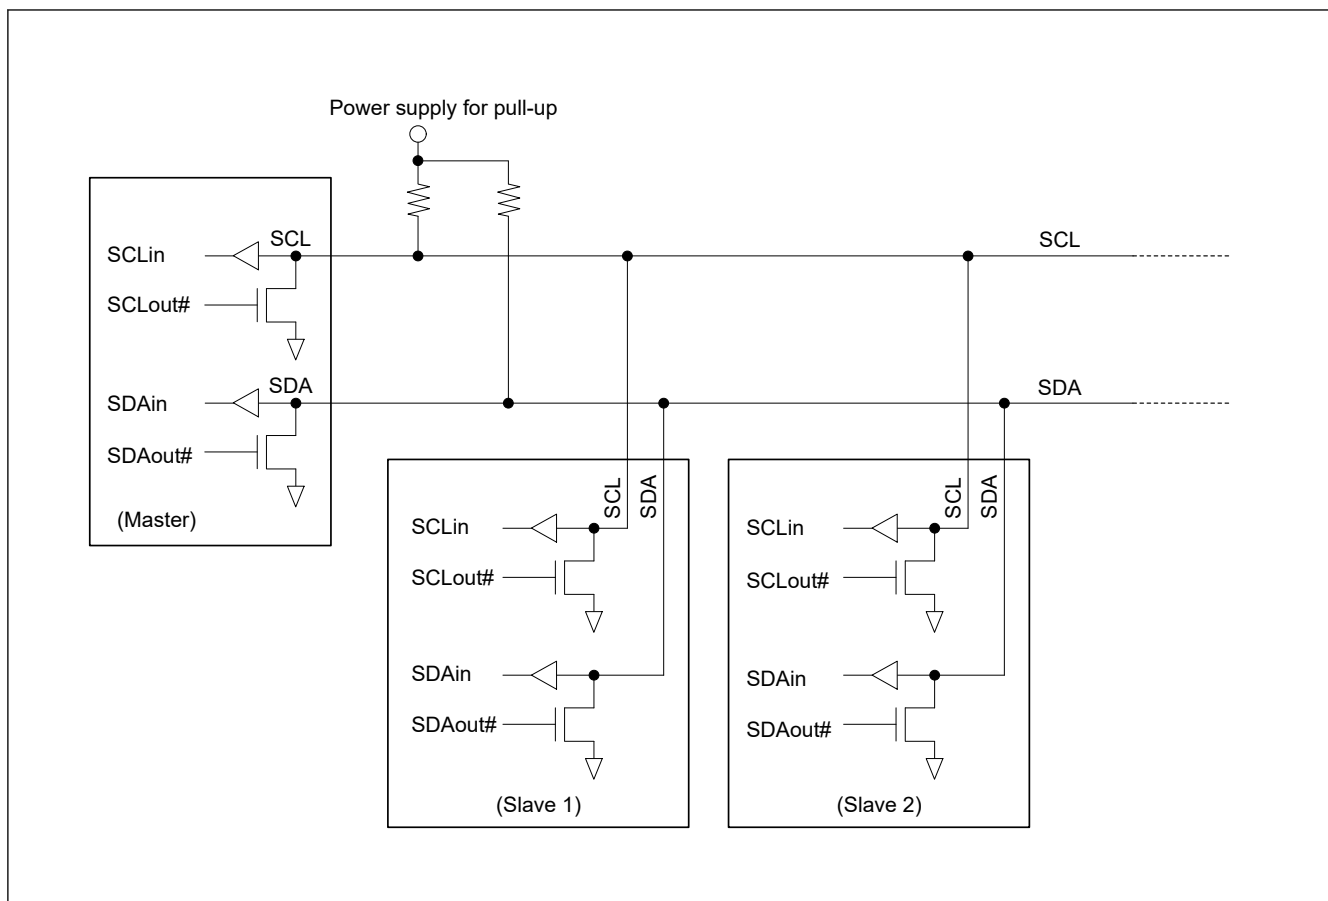 Power supply for pull-up
SCL
SCLin
SCL
SCLout#
SDA
SDAin
SDA
SDAout#
(Master)
SCL
SDA
SCLin
SCLout#
SDAin
SDAout#
(Slave 1)
SCL
SDA
SCLin
SCLout#
SDAin
SDAout#
(Slave 2)